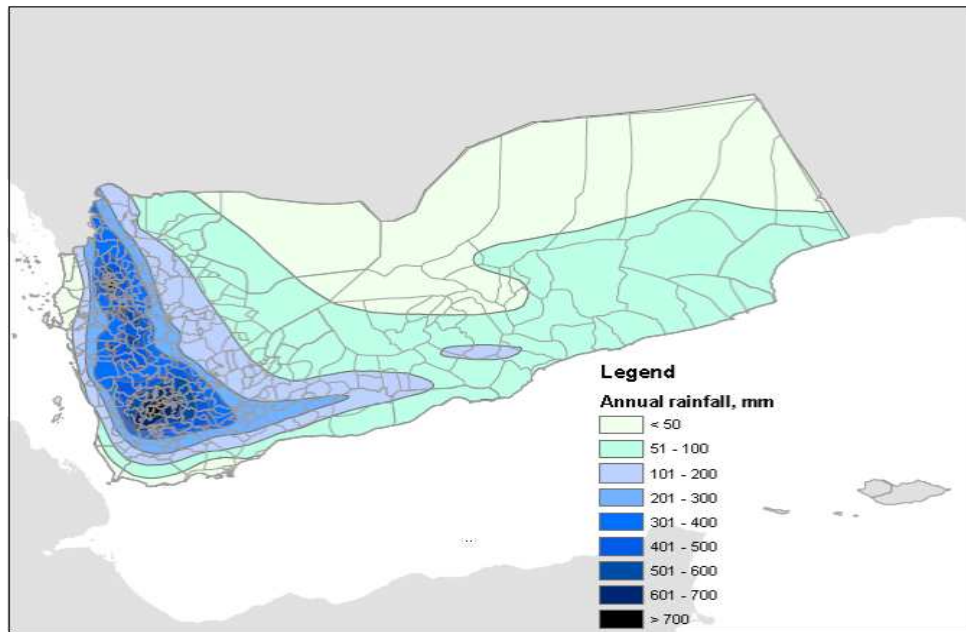 Legend
Annual rainfall, mm
< 50
51 - 100
101 - 200
201 - 300
301 - 400
401 - 500
501 - 600
601 - 700
> 700